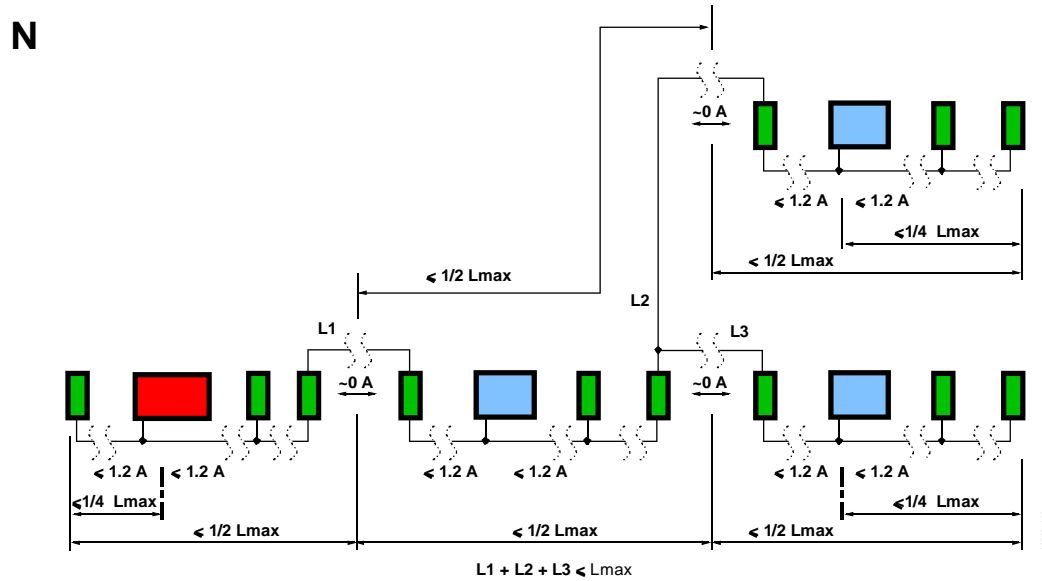 N
~0 A
⩽ 1.2 A
⩽ 1.2 A
⩽1/4 Lmax
⩽ 1/2 Lmax
⩽ 1/2 Lmax
L2
L1
L3
~0 A
~0 A
⩽ 1.2 A
⩽ 1.2 A
⩽ 1.2 A
⩽ 1.2 A
⩽ 1.2 A
⩽ 1.2 A
⩽1/4 Lmax
⩽1/4 Lmax
⩽ 1/2 Lmax
⩽ 1/2 Lmax
⩽ 1/2 Lmax
L1 + L2 + L3 ⩽ Lmax